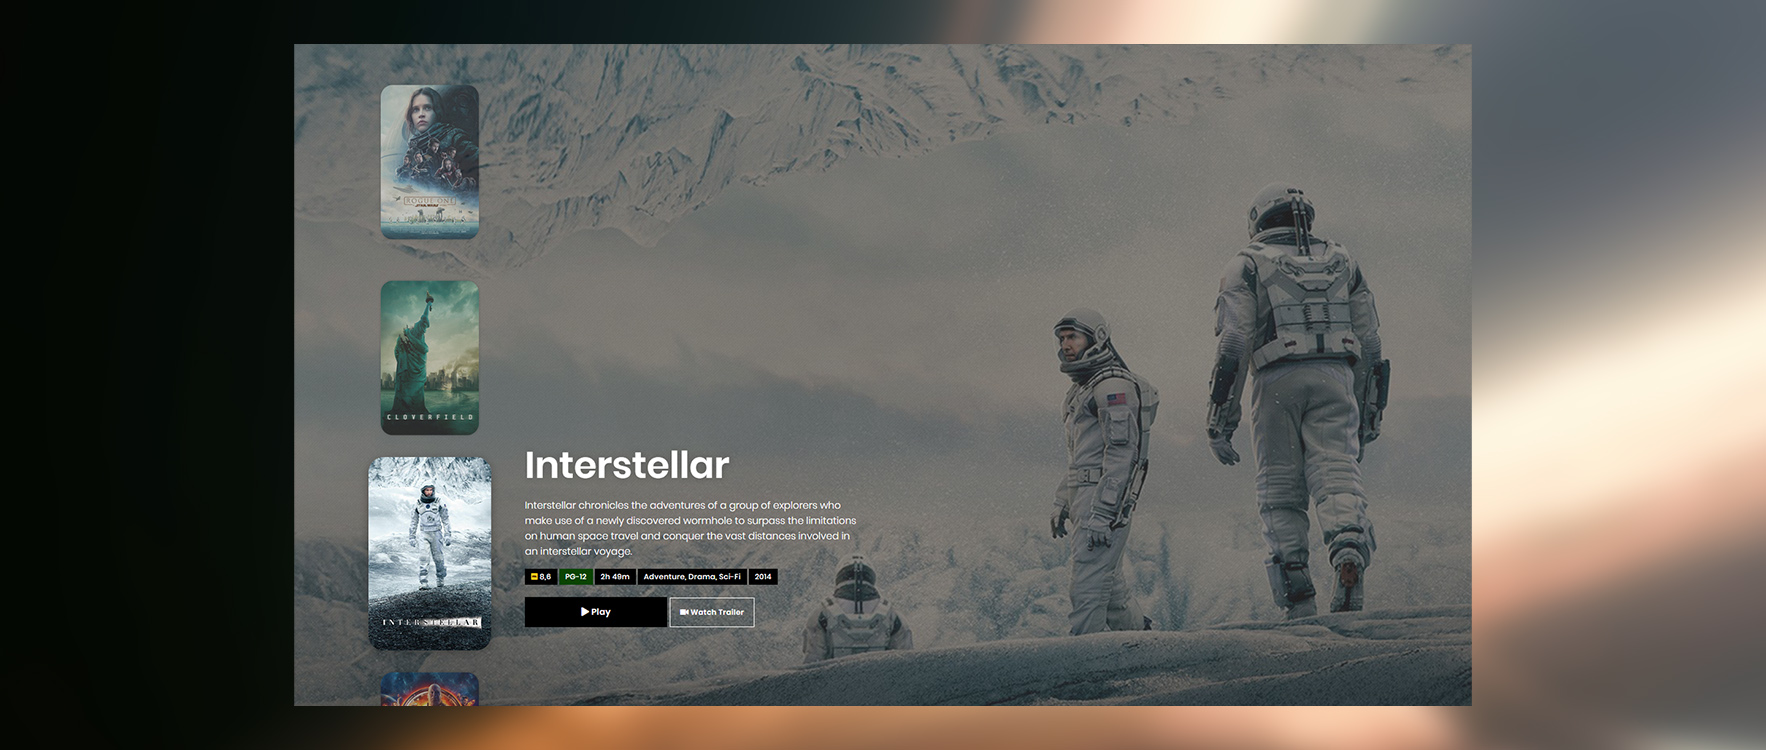 ROGUE ONE
STAR WARS
CLOVERFIELD
Interstellar
Interstellar chronicles the adventures of a group of explorers who
make use of a newly discovered wormhole to surpass the limitations
on human space travel and conquer the vast distances involved in
an interstellar voyage.
8,6 PG-12 2h 49m Adventure, Drama, Sci-Fi 2014
Play Watch Trailer
INTERSTELLAR